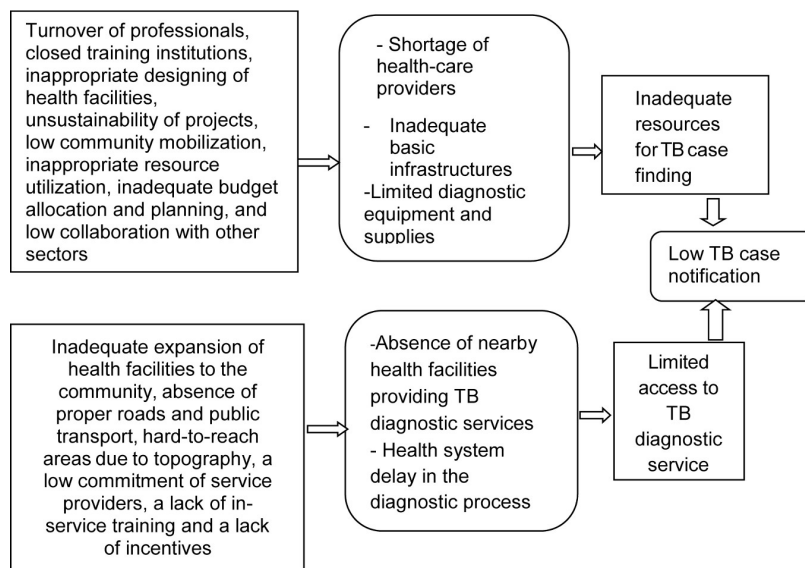 Turnover of professionals,
closed training institutions,
inappropriate designing of
health facilities,
unsustainability of projects,
low community mobilization,
inappropriate resource
utilization, inadequate budget
allocation and planning, and
low collaboration with other
sectors
- Shortage of
health-care
providers
- Inadequate
basic
infrastructures
-Limited diagnostic
equipment and
supplies
Inadequate
resources
for TB case
finding
Low TB case
notification
Inadequate expansion of
health facilities to the
community, absence of
proper roads and public
transport, hard-to-reach
areas due to topography, a
low commitment of service
providers, a lack of in-
service training and a lack
of incentives
-Absence of nearby
health facilities
providing TB
diagnostic services
- Health system
delay in the
diagnostic process
Limited
access to
TB
diagnostic
service